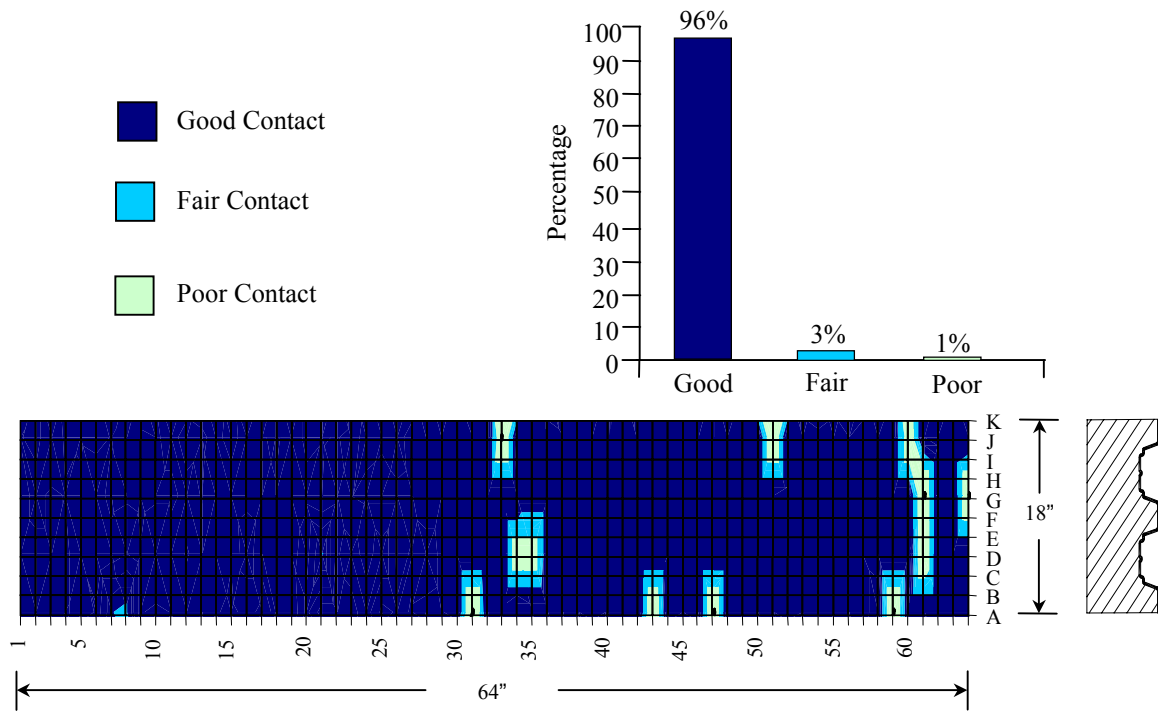 Good Contact
Fair Contact
Poor Contact
Percentage
100
90
80
70
60
50
40
30
20
10
0
96%
3%
1%
Good Fair Poor
K
J
I
H
G
F
E
D
C
B
A
18”
1 5 10 15 20 25 30 35 40 45 50 55 60
64”